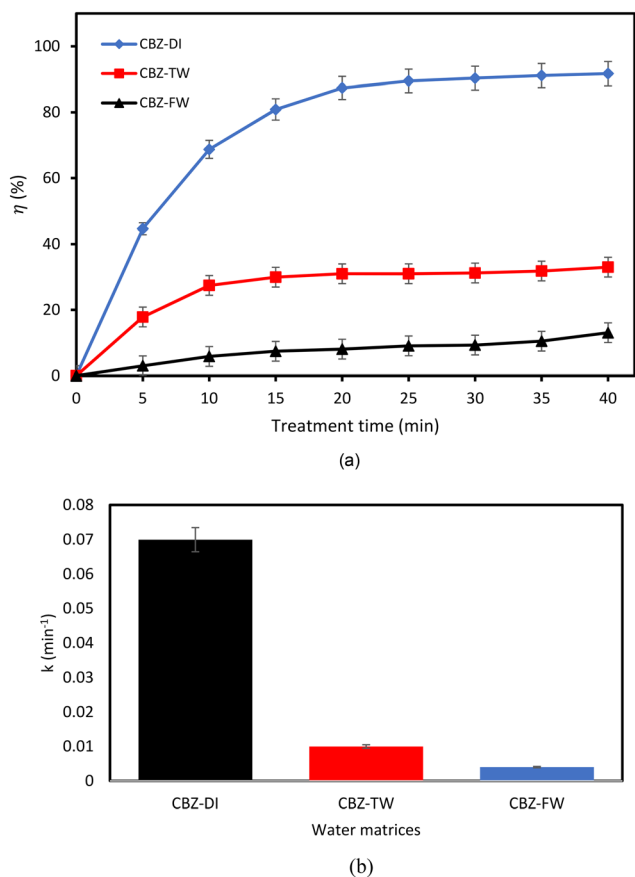 100
80
60
40
20
0
η (%)
CBZ-DI
CBZ-TW
CBZ-FW
0 5 10 15 20 25 30 35 40
Treatment time (min)
(a)
0.08
0.07
0.06
0.05
0.04
0.03
0.02
0.01
0
k (min⁻¹)
CBZ-DI CBZ-TW CBZ-FW
Water matrices
(b)